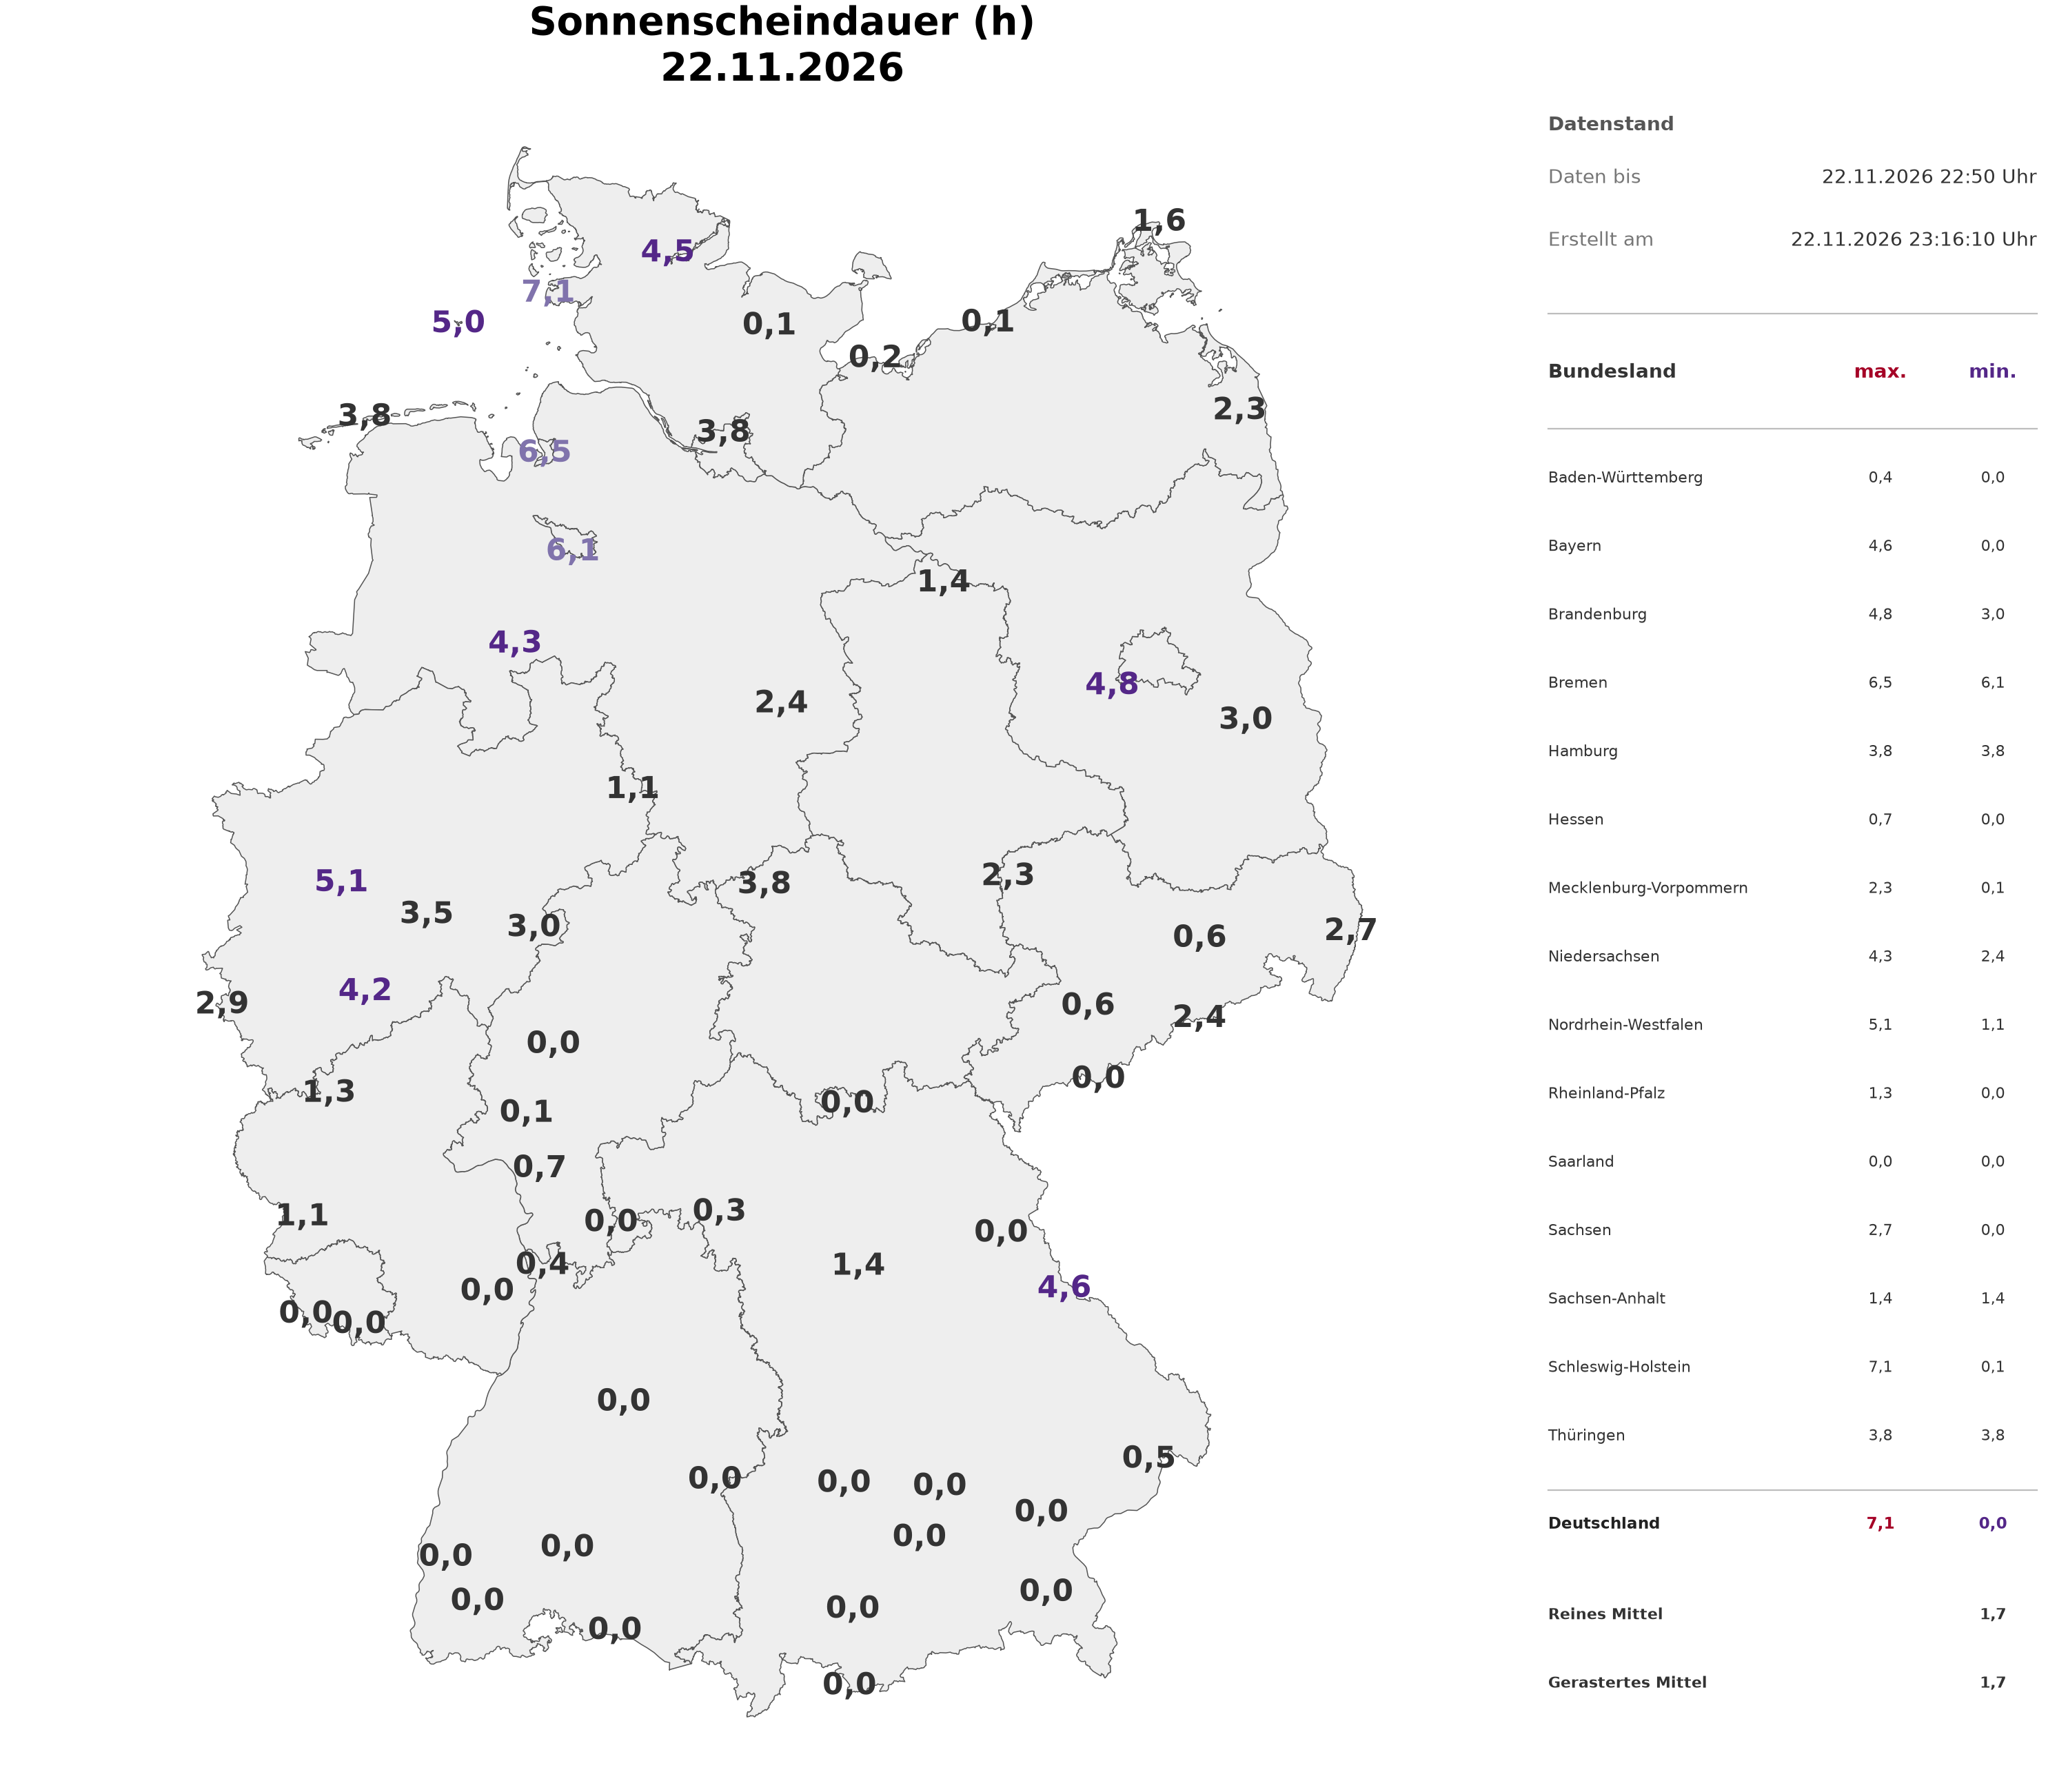 Sonnenscheindauer (h)
22.11.2026
Datenstand
Daten bis 22.11.2026 22:50 Uhr
Erstellt am 22.11.2026 23:16:10 Uhr
Bundesland max. min.
Baden-Württemberg 0,4 0,0
Bayern 4,6 0,0
Brandenburg 4,8 3,0
Bremen 6,5 6,1
Hamburg 3,8 3,8
Hessen 0,7 0,0
Mecklenburg-Vorpommern 2,3 0,1
Niedersachsen 4,3 2,4
Nordrhein-Westfalen 5,1 1,1
Rheinland-Pfalz 1,3 0,0
Saarland 0,0 0,0
Sachsen 2,7 0,0
Sachsen-Anhalt 1,4 1,4
Schleswig-Holstein 7,1 0,1
Thüringen 3,8 3,8
Deutschland 7,1 0,0
Reines Mittel 1,7
Gerastertes Mittel 1,7
1,6
4,5
7,1
5,0
0,1
0,1
0,2
2,3
3,8
3,8
6,5
6,1
1,4
4,3
4,8
2,4
3,0
1,1
2,3
5,1
3,8
3,5
3,0
2,7
0,6
4,2
2,9
0,6
2,4
0,0
0,0
1,3
0,0
0,1
0,7
0,3
1,1
0,0
0,0
0,4
1,4
4,6
0,0
0,0
0,0
0,0
0,5
0,0
0,0
0,0
0,0
0,0
0,0
0,0
0,0
0,0
0,0
0,0
0,0